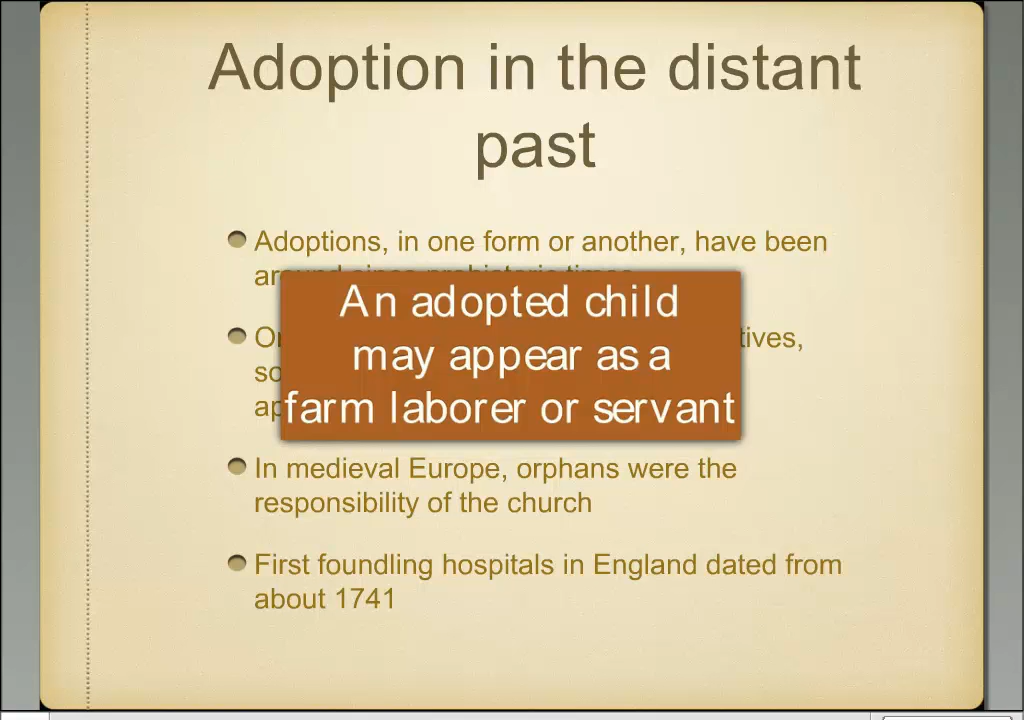 Adoption in the distant
past
Adoptions, in one form or another, have been
An adopted child
may appear as a
farm laborer or servant
In medieval Europe, orphans were the
responsibility of the church
First foundling hospitals in England dated from
about 1741